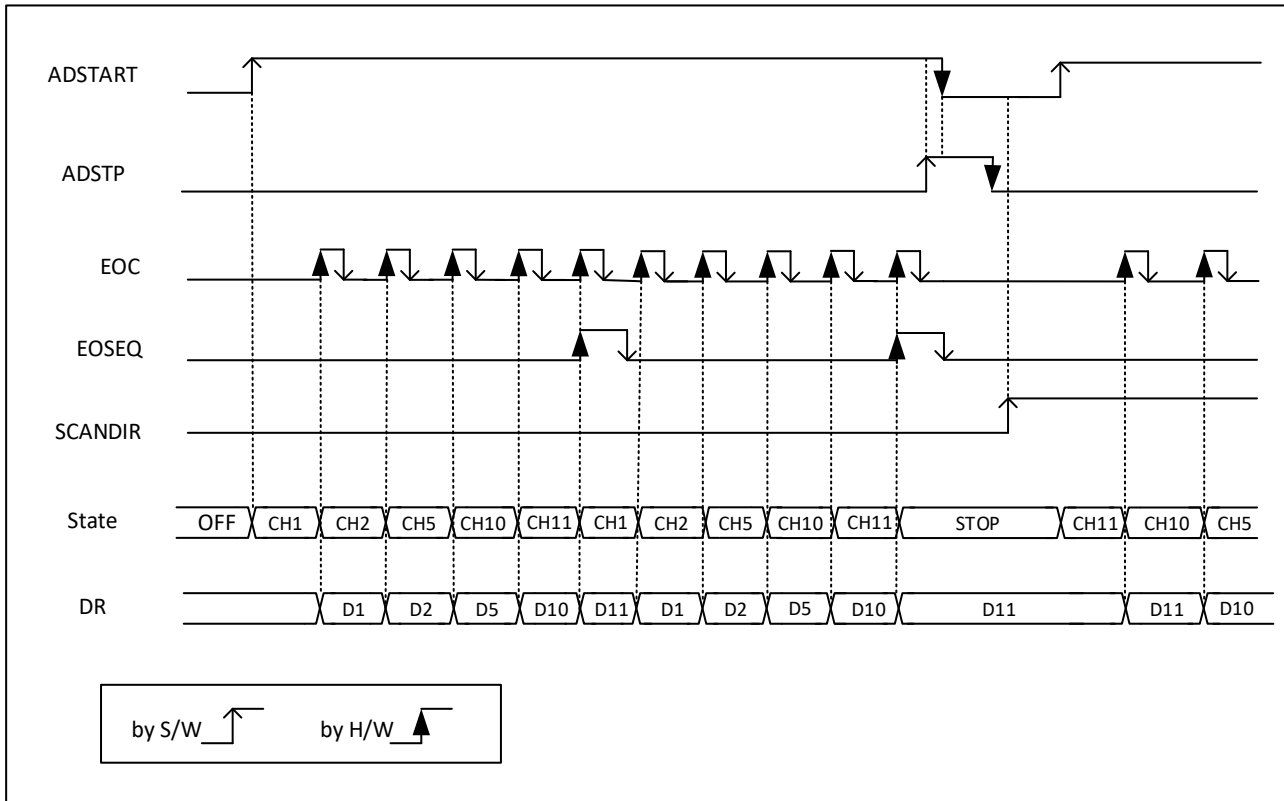 ADSTART
ADSTP
EOC
EOSEQ
SCANDIR
State OFF CH1 CH2 CH5 CH10 CH11 CH1 CH2 CH5 CH10 CH11 STOP CH11 CH10 CH5
DR D1 D2 D5 D10 D11 D1 D2 D5 D10 D11 D11 D10
by S/W by H/W